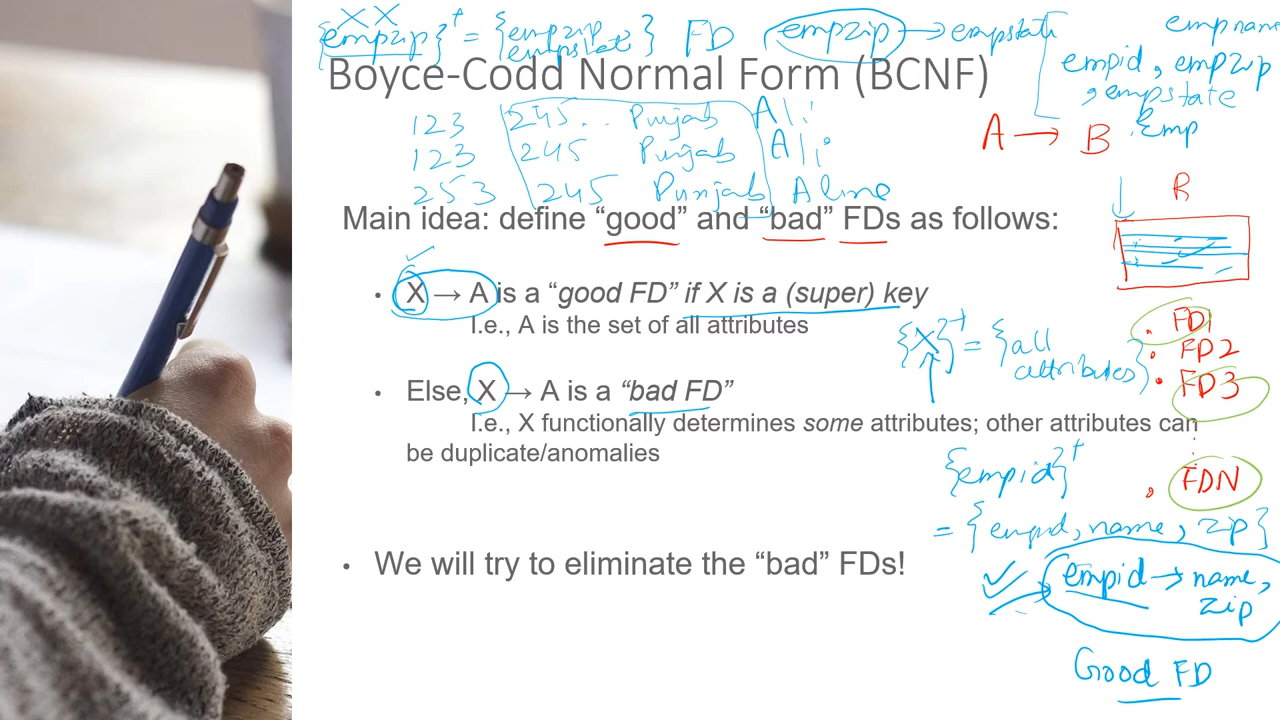 XX
{empzip}⁺ = {empzip, empstate} FD empzip → empstate
empname
empid, empzip
, empstate
Emp
Boyce-Codd Normal Form (BCNF)
A → B
123 245.. Punjab Ali
123 245 Punjab Ali
253 245 Punjab
R
Main idea: define “good” and “bad” FDs as follows:
• X → A is a “good FD” if X is a (super) key
I.e., A is the set of all attributes
{X}⁺ = {all attributes}
• FD1
• FD2
• FD3
• Else, X → A is a “bad FD”
I.e., X functionally determines some attributes; other attributes can
be duplicate/anomalies
{empid}⁺
• FDN
= {empid, name, zip}
• We will try to eliminate the “bad” FDs!
empid → name,
zip
Good FD